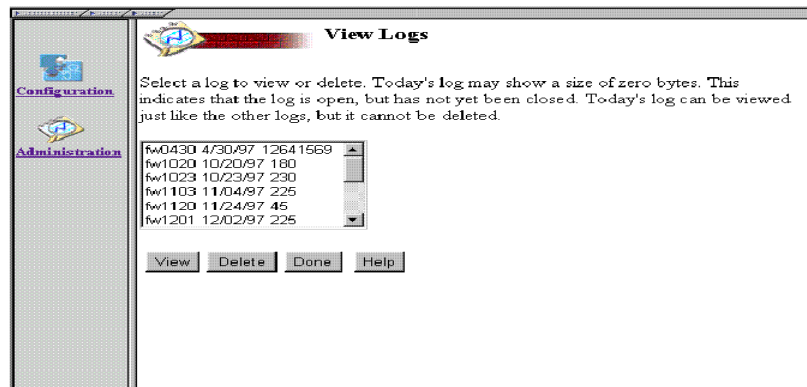 View Logs
Configuration
Administration
Select a log to view or delete. Today's log may show a size of zero bytes. This
indicates that the log is open, but has not yet been closed. Today's log can be viewed
just like the other logs, but it cannot be deleted.
fw0430 4/30/97 12641569
fw1020 10/20/97 180
fw1023 10/23/97 230
fw1103 11/04/97 225
fw1120 11/24/97 45
fw1201 12/02/97 225
View Delete Done Help